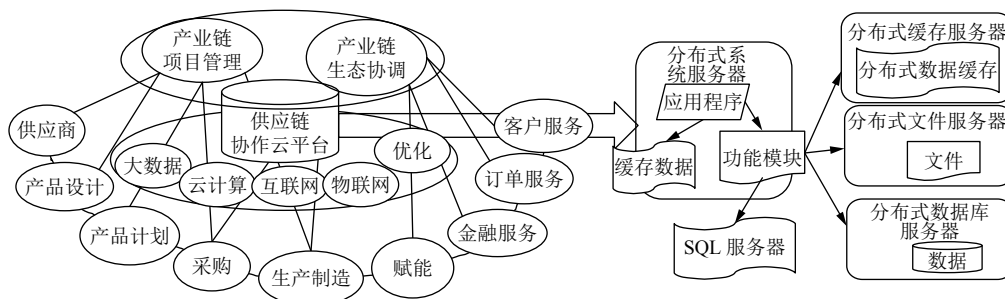 产业链
项目管理
产业链
生态协调
供应链
协作云平台
供应商
产品设计
产品计划
采购
生产制造
赋能
金融服务
订单服务
客户服务
大数据
云计算
互联网
物联网
优化
分布式系
统服务器
应用程序
缓存数据
功能模块
SQL 服务器
分布式缓存服务器
分布式数据缓存
分布式文件服务器
文件
分布式数据库
服务器
数据